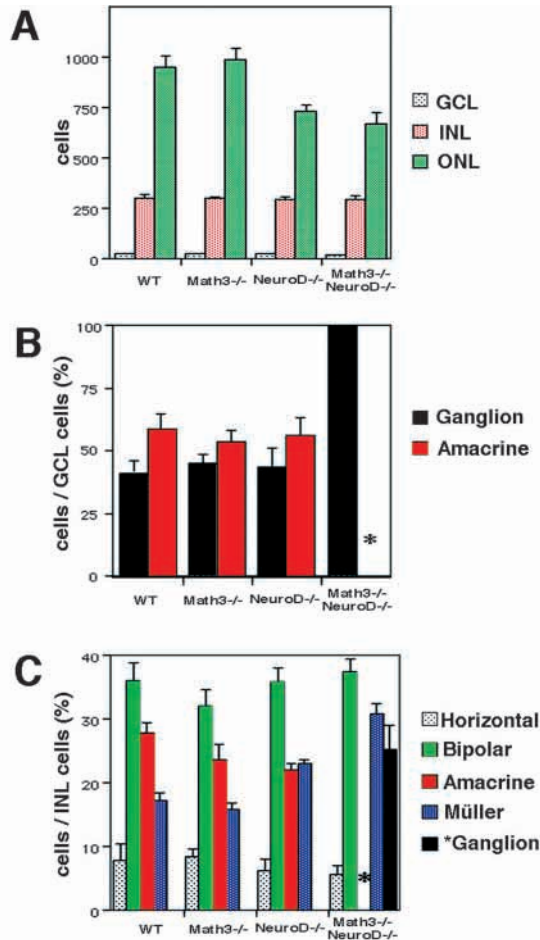 A
cells
1000
750
500
250
0
WT
Math3-/-
NeuroD-/-
Math3-/-
NeuroD-/-
GCL
INL
ONL
B
cells / GCL cells (%)
100
75
50
25
0
*
WT
Math3-/-
NeuroD-/-
Math3-/-
NeuroD-/-
Ganglion
Amacrine
C
cells / INL cells (%)
40
30
20
10
0
*
WT
Math3-/-
NeuroD-/-
Math3-/-
NeuroD-/-
Horizontal
Bipolar
Amacrine
Müller
*Ganglion